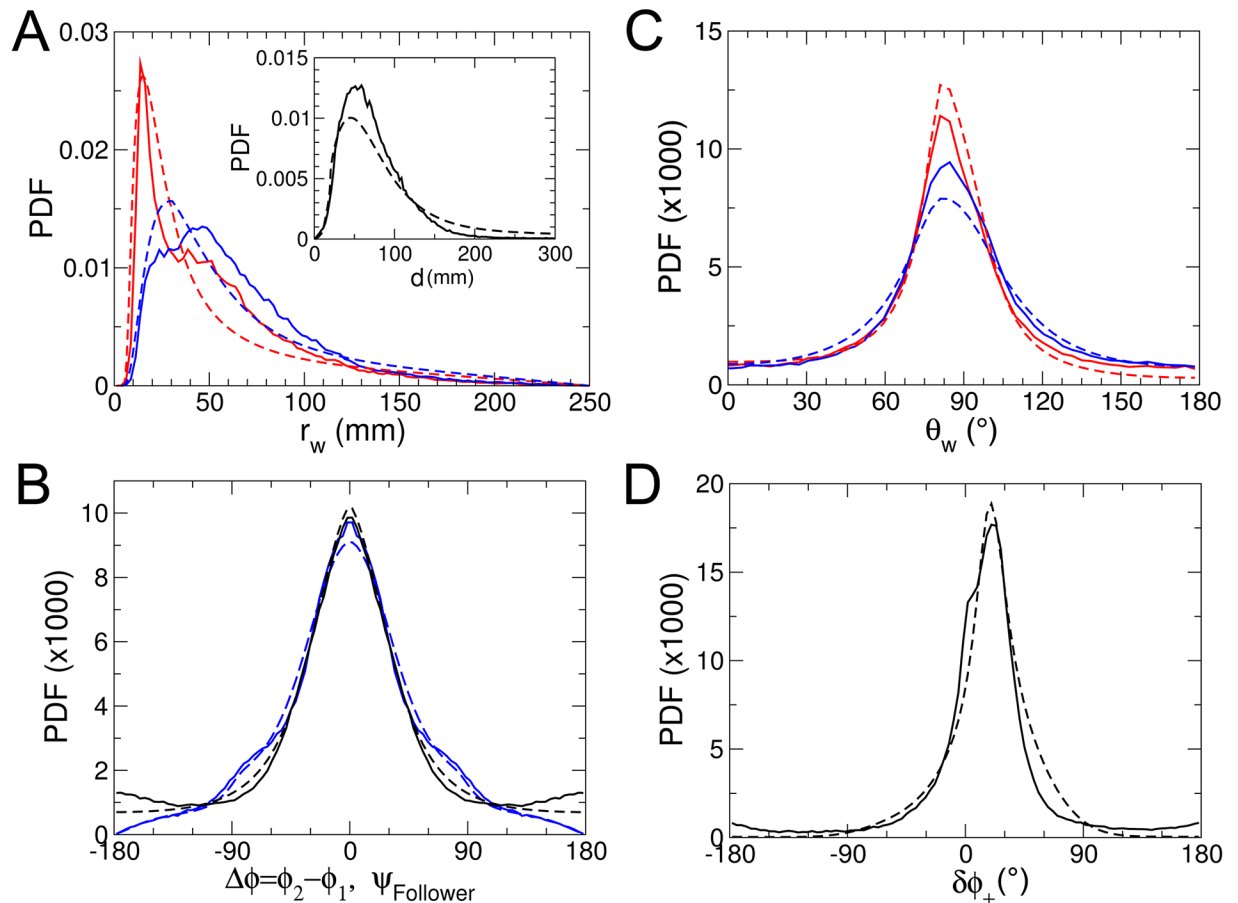 A
0.03
0.02
0.01
0
PDF
0 50 100 150 200 250
r_w (mm)
0.015
0.01
0.005
0
PDF
0 100 200 300
d (mm)
C
15
10
5
0
PDF (x1000)
0 30 60 90 120 150 180
θ_w (°)
B
10
8
6
4
2
0
PDF (x1000)
-180 -90 0 90 180
Δϕ=ϕ_2−ϕ_1, ψ_Follower
D
20
15
10
5
0
PDF (x1000)
-180 -90 0 90 180
δϕ_+ (°)